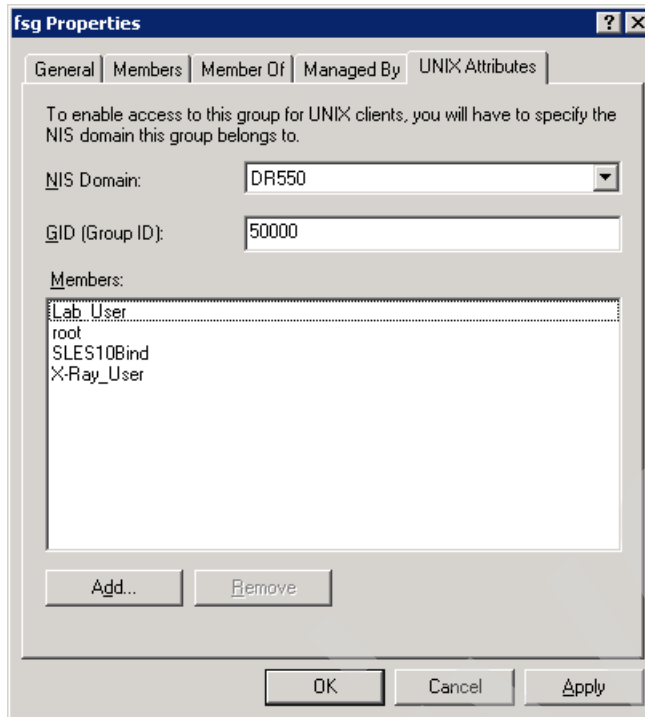 fsg Properties
General Members Member Of Managed By UNIX Attributes
To enable access to this group for UNIX clients, you will have to specify the
NIS domain this group belongs to.
NIS Domain: DR550
GID (Group ID): 50000
Members:
Lab_User
root
SLES10Bind
X-Ray_User
Add... Remove
OK Cancel Apply